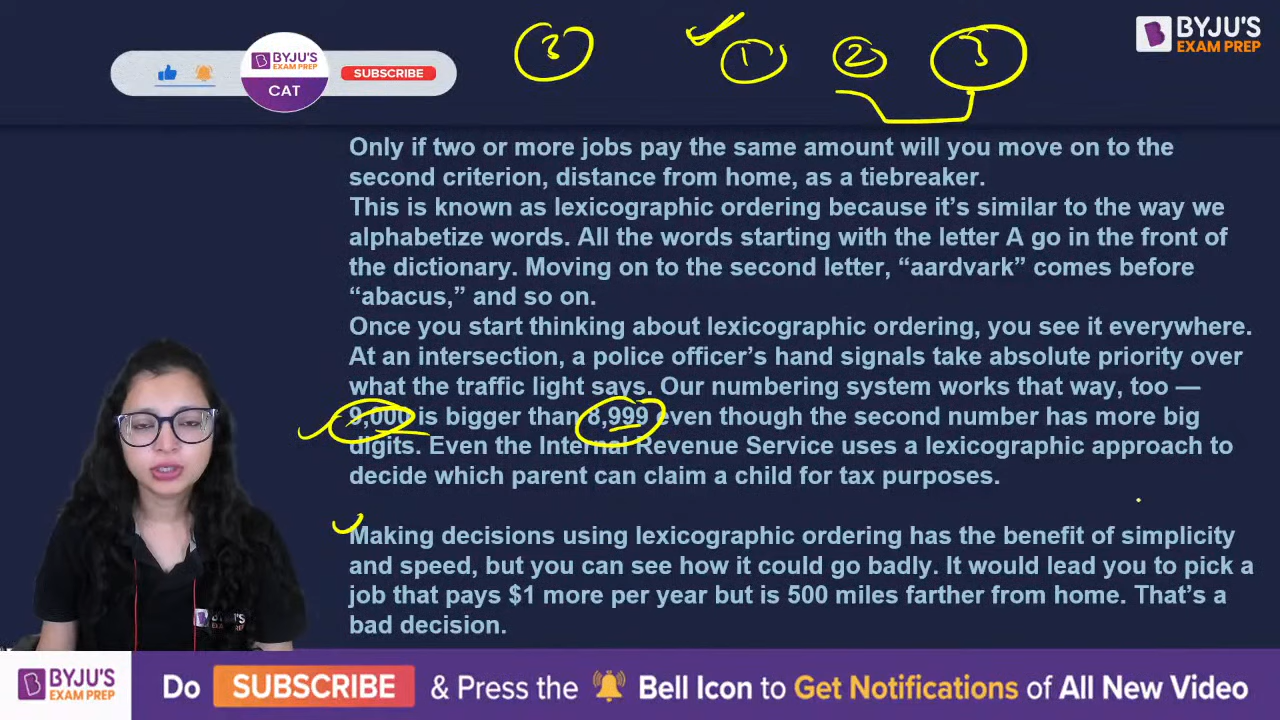 3 1 2 3
BYJU'S
EXAM PREP
BYJU'S
EXAM PREP
CAT
SUBSCRIBE
Only if two or more jobs pay the same amount will you move on to the
second criterion, distance from home, as a tiebreaker.
This is known as lexicographic ordering because it's similar to the way we
alphabetize words. All the words starting with the letter A go in the front of
the dictionary. Moving on to the second letter, “aardvark” comes before
“abacus,” and so on.
Once you start thinking about lexicographic ordering, you see it everywhere.
At an intersection, a police officer's hand signals take absolute priority over
what the traffic light says. Our numbering system works that way, too —
9,000 is bigger than 8,999 even though the second number has more big
digits. Even the Internal Revenue Service uses a lexicographic approach to
decide which parent can claim a child for tax purposes.
Making decisions using lexicographic ordering has the benefit of simplicity
and speed, but you can see how it could go badly. It would lead you to pick a
job that pays $1 more per year but is 500 miles farther from home. That's a
bad decision.
BYJU'S
EXAM PREP
BYJU'S
EXAM PREP
Do SUBSCRIBE & Press the Bell Icon to Get Notifications of All New Video